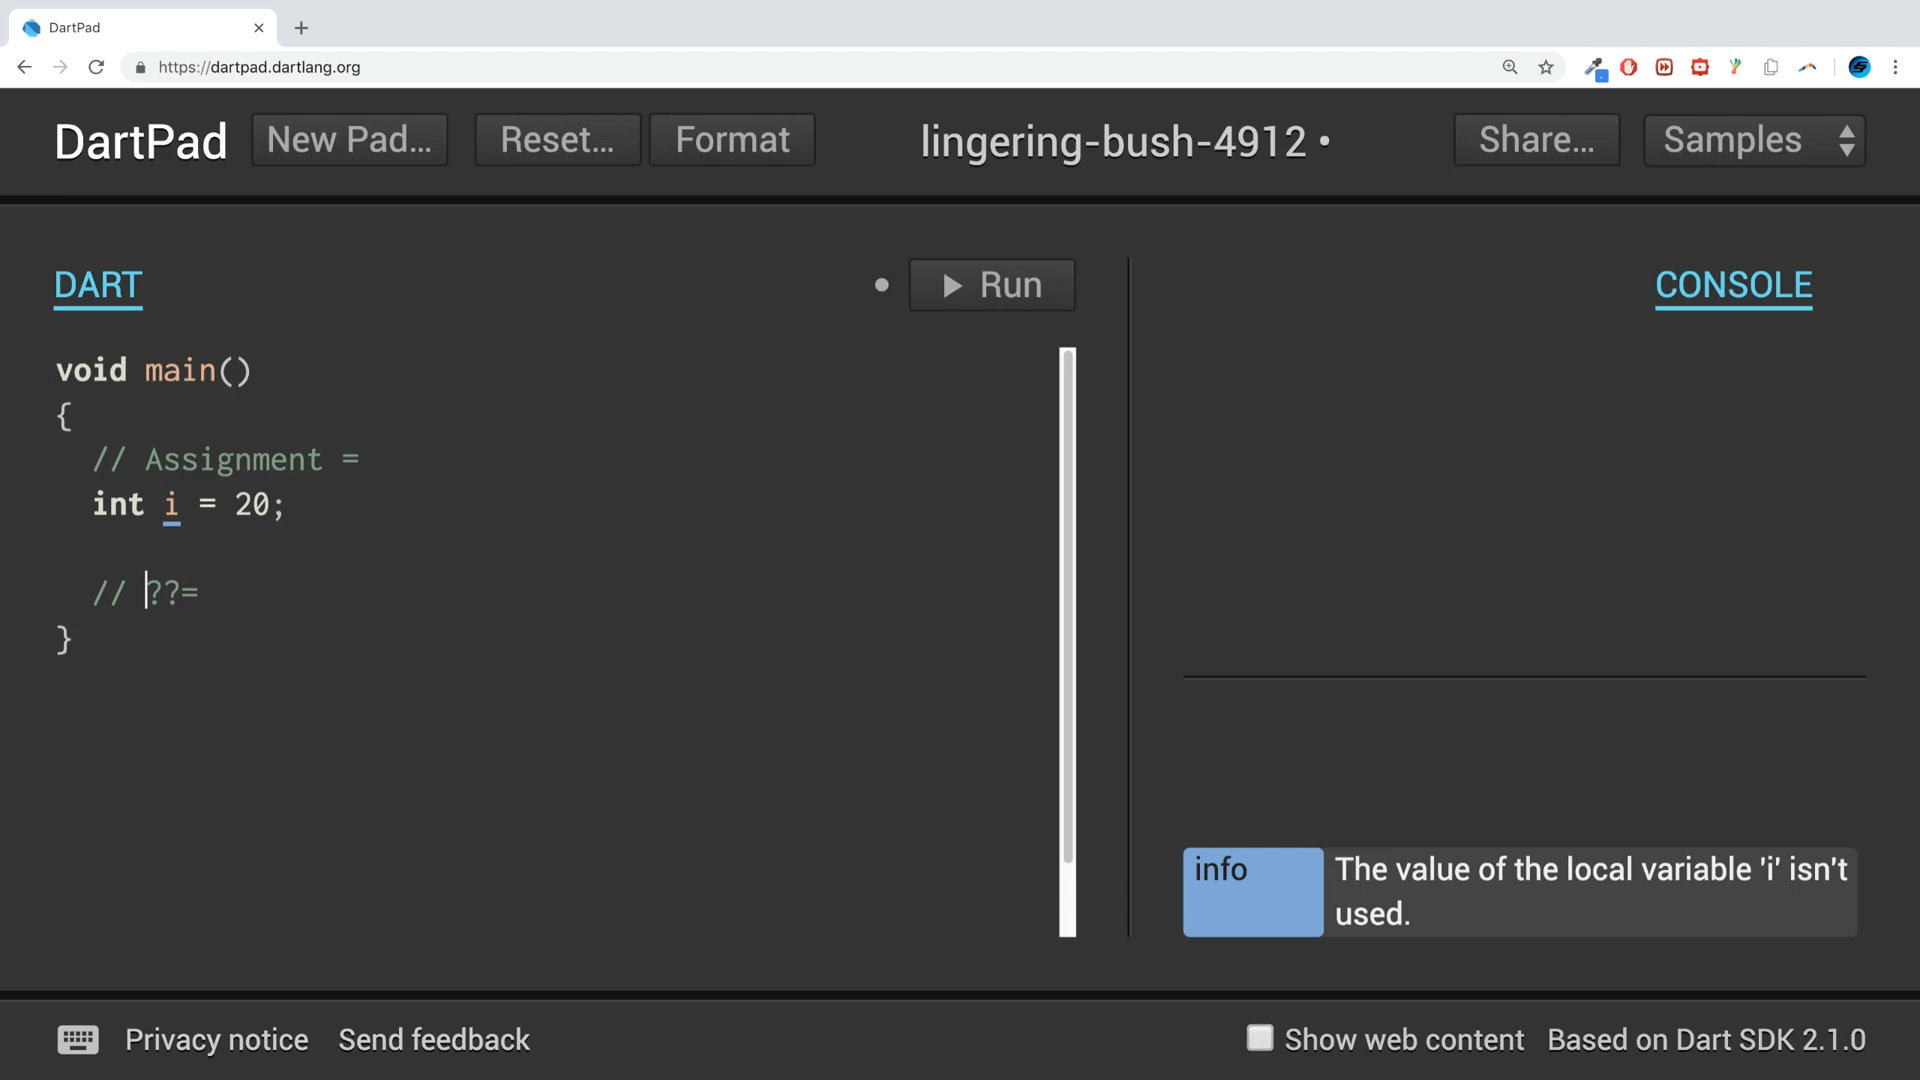 DartPad
https://dartpad.dartlang.org
DartPad New Pad... Reset... Format lingering-bush-4912 • Share... Samples
DART Run CONSOLE
void main()
{
// Assignment =
int i = 20;
// ??=
}
info The value of the local variable 'i' isn't
used.
Privacy notice Send feedback Show web content Based on Dart SDK 2.1.0